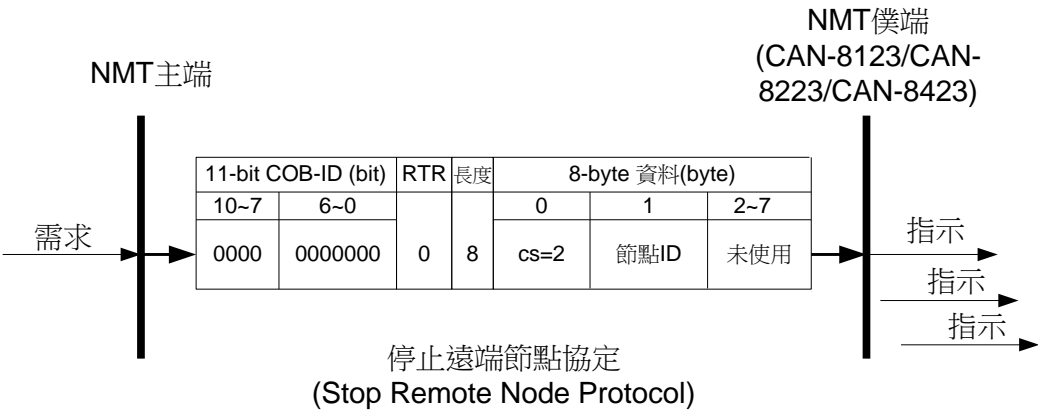 NMT僕端
(CAN-8123/CAN-
8223/CAN-8423)
NMT主端
11-bit COB-ID (bit) RTR 長度 8-byte 資料(byte)
10~7 6~0 0 1 2~7
需求 0000 0000000 0 8 cs=2 節點ID 未使用 指示
指示
指示
停止遠端節點協定
(Stop Remote Node Protocol)